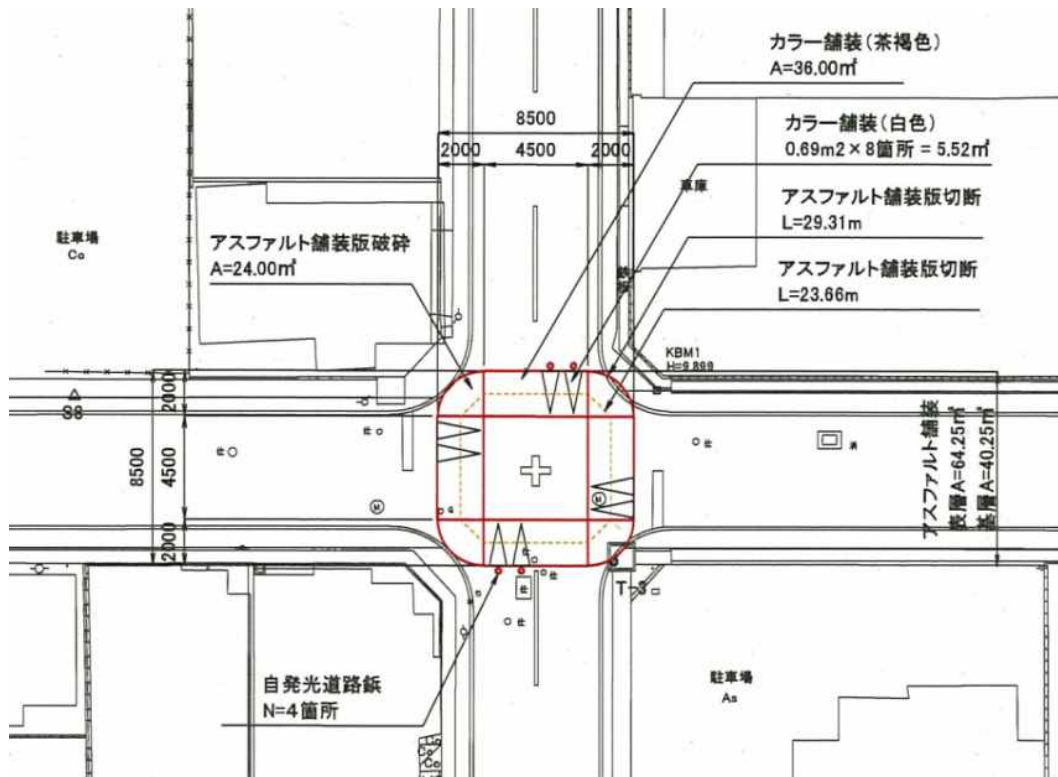 カラー舗装(茶褐色)
A=36.00㎡
カラー舗装(白色)
0.69m2×8箇所 = 5.52㎡
アスファルト舗装版切断
L=29.31m
アスファルト舗装版切断
L=23.66m
8500
2000
4500
2000
車庫
駐車場
Co
アスファルト舗装版破砕
A=24.00㎡
KBM1
H=9.899
S8
8500
2000
4500
2000
アスファルト舗装
表層A=64.25㎡
基層A=40.25㎡
M
M
T-3
自発光道路鋲
N=4箇所
駐車場
As
Co
Co